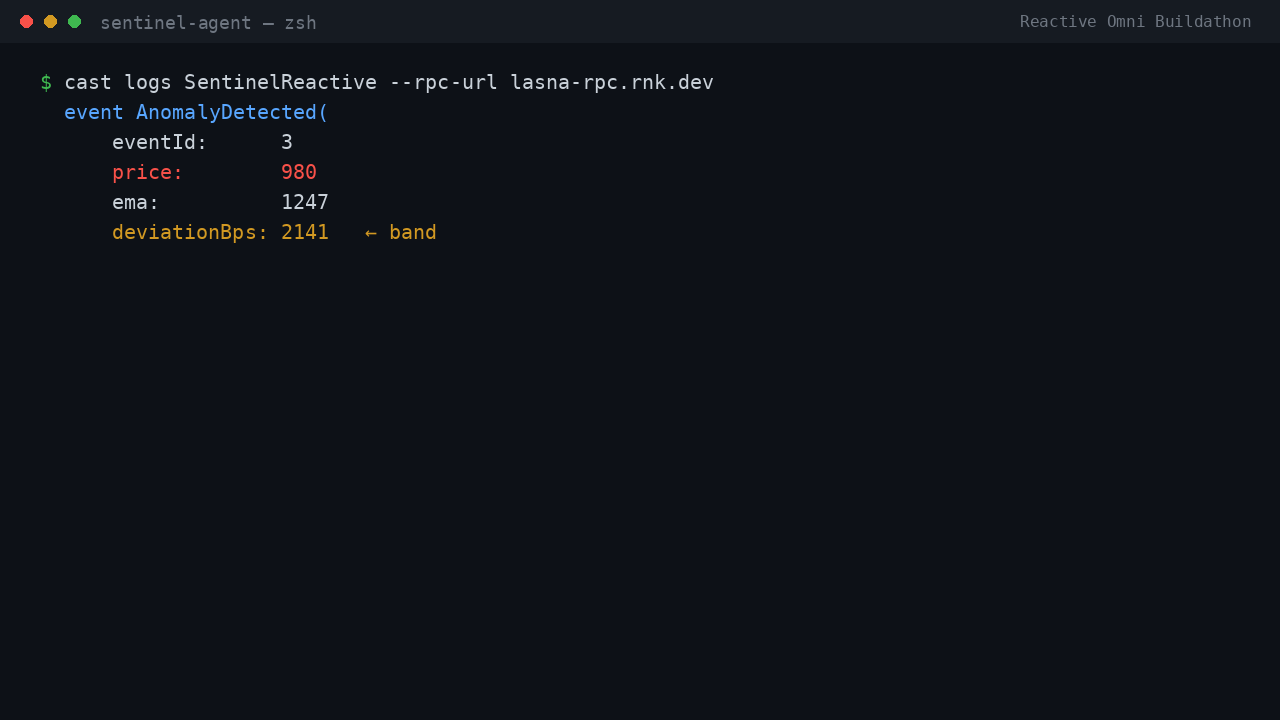 sentinel-agent — zsh
Reactive Omni Buildathon
$ cast logs SentinelReactive --rpc-url lasna-rpc.rnk.dev
event AnomalyDetected(
eventId: 3
price: 980
ema: 1247
deviationBps: 2141 ← band